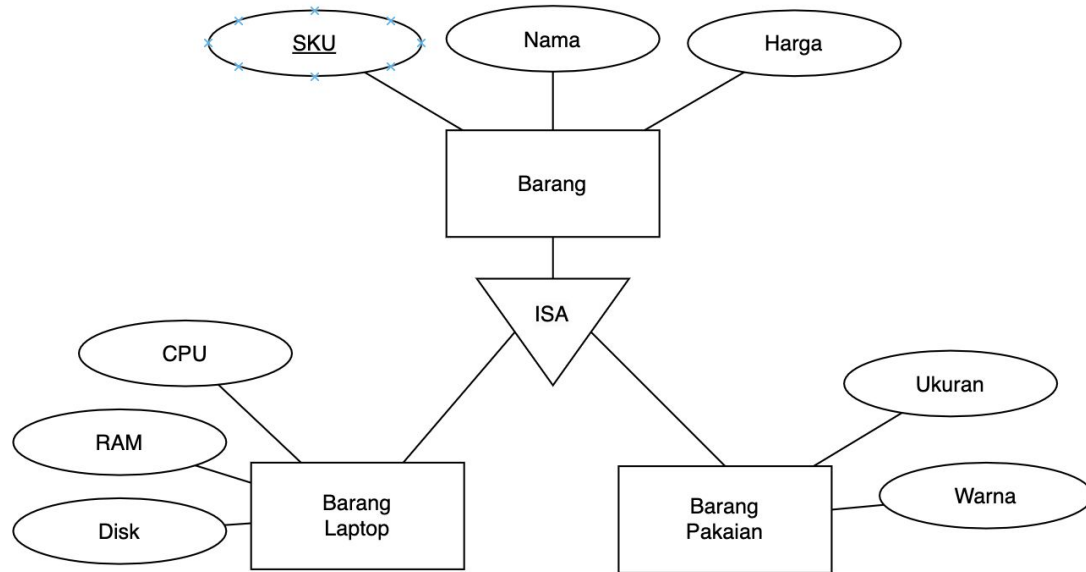 SKU
Nama
Harga
Barang
ISA
CPU
RAM
Disk
Barang
Laptop
Barang
Pakaian
Ukuran
Warna